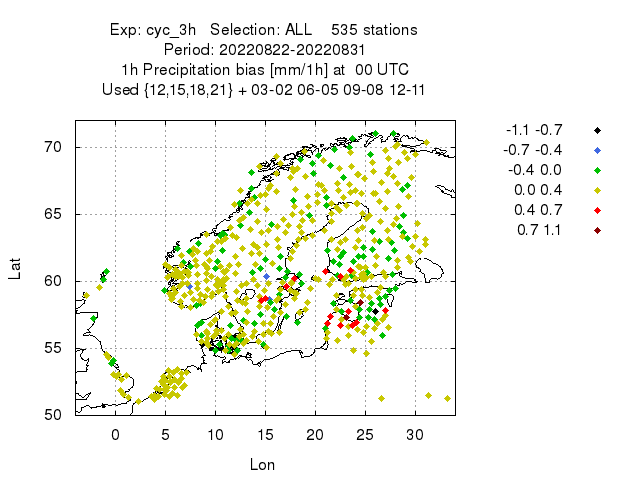 Exp: cyc_3h   Selection: ALL    535 stations
Period: 20220822-20220831
1h Precipitation bias [mm/1h] at  00 UTC
Used {12,15,18,21} + 03-02 06-05 09-08 12-11
-1.1 -0.7
-0.7 -0.4
-0.4 0.0
0.0 0.4
0.4 0.7
0.7 1.1
70
65
60
55
50
Lat
0 5 10 15 20 25 30
Lon